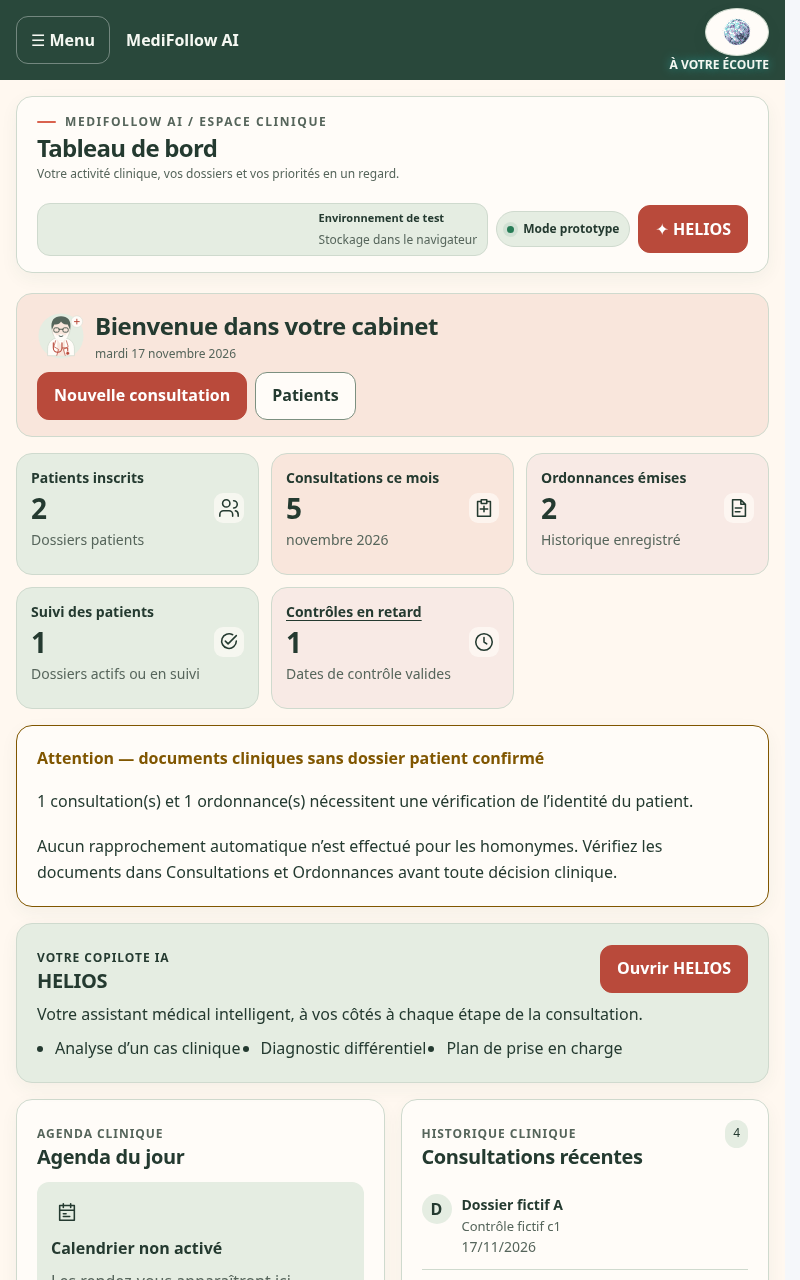 ☰ Menu
MediFollow AI
À VOTRE ÉCOUTE
MEDIFOLLOW AI / ESPACE CLINIQUE
Tableau de bord
Votre activité clinique, vos dossiers et vos priorités en un regard.
Environnement de test
Stockage dans le navigateur
Mode prototype
✦ HELIOS
Bienvenue dans votre cabinet
mardi 17 novembre 2026
Nouvelle consultation
Patients
Patients inscrits
2
Dossiers patients
Consultations ce mois
5
novembre 2026
Ordonnances émises
2
Historique enregistré
Suivi des patients
1
Dossiers actifs ou en suivi
Contrôles en retard
1
Dates de contrôle valides
Attention — documents cliniques sans dossier patient confirmé
1 consultation(s) et 1 ordonnance(s) nécessitent une vérification de l’identité du patient.
Aucun rapprochement automatique n’est effectué pour les homonymes. Vérifiez les
documents dans Consultations et Ordonnances avant toute décision clinique.
VOTRE COPILOTE IA
HELIOS
Ouvrir HELIOS
Votre assistant médical intelligent, à vos côtés à chaque étape de la consultation.
• Analyse d’un cas clinique • Diagnostic différentiel • Plan de prise en charge
AGENDA CLINIQUE
Agenda du jour
Calendrier non activé
Les rendez-vous apparaîtront ici
HISTORIQUE CLINIQUE
4
Consultations récentes
D
Dossier fictif A
Contrôle fictif c1
17/11/2026